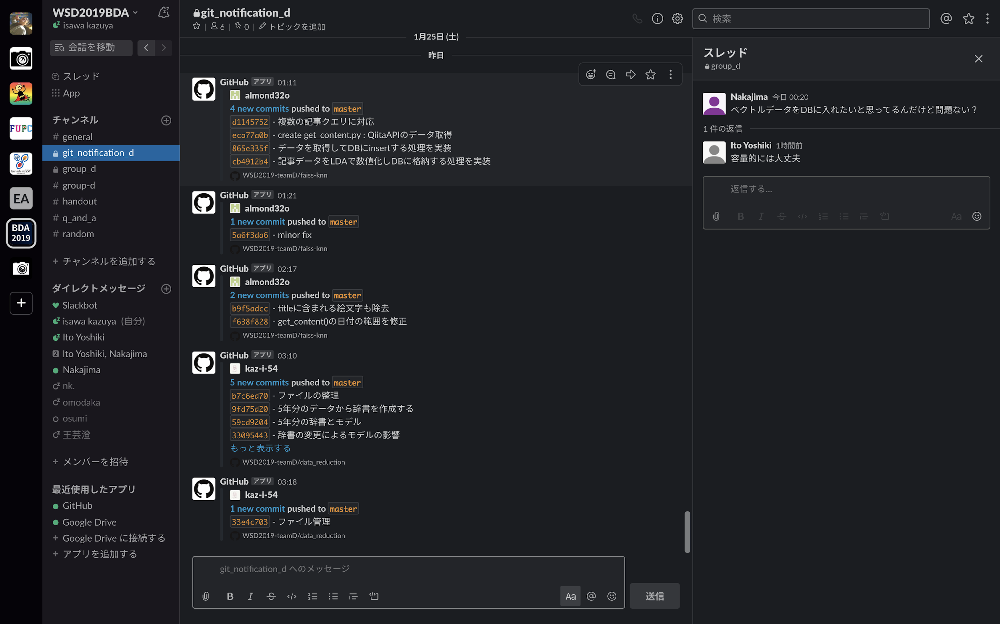 WSD2019BDA
isawa kazuya
会話を移動
スレッド
App
チャンネル
# general
git_notification_d
group_d
# group-d
# handout
# q_and_a
# random
+ チャンネルを追加する
ダイレクトメッセージ
Slackbot
isawa kazuya (自分)
Ito Yoshiki
2 Ito Yoshiki, Nakajima
Nakajima
nk.
omodaka
osumi
王芸澄
+ メンバーを招待
最近使用したアプリ
GitHub
Google Drive
+ Google Drive に接続する
+ アプリを追加する
FUPC
TsunashimaSST
EA
BDA
2019
git_notification_d
6 | 0 | トピックを追加
検索
1月25日 (土)
昨日
GitHub アプリ 01:11
almond32o
4 new commits pushed to master
d1145752 - 複数の記事クエリに対応
eca77a0b - create get_content.py : QiitaAPIのデータ取得
865e335f - データを取得してDBにinsertする処理を実装
cb4912b4 - 記事データをLDAで数値化しDBに格納する処理を実装
WSD2019-teamD/faiss-knn
GitHub アプリ 01:21
almond32o
1 new commit pushed to master
5a6f3da6 - minor fix
WSD2019-teamD/faiss-knn
GitHub アプリ 02:17
almond32o
2 new commits pushed to master
b9f5adcc - titleに含まれる絵文字も除去
f638f828 - get_content()の日付の範囲を修正
WSD2019-teamD/faiss-knn
GitHub アプリ 03:10
kaz-i-54
5 new commits pushed to master
b7c6ed70 - ファイルの整理
9fd75d20 - 5年分のデータから辞書を作成する
59cd9204 - 5年分の辞書とモデル
33095443 - 辞書の変更によるモデルの影響
もっと表示する
WSD2019-teamD/data_reduction
GitHub アプリ 03:18
kaz-i-54
1 new commit pushed to master
33e4c703 - ファイル管理
WSD2019-teamD/data_reduction
git_notification_d へのメッセージ
B I Aa @
送信
スレッド
group_d
Nakajima 今日 00:20
ベクトルデータをDBに入れたいと思ってるんだけど問題ない？
1 件の返信
Ito Yoshiki 1時間前
容量的には大丈夫
返信する...
B I Aa